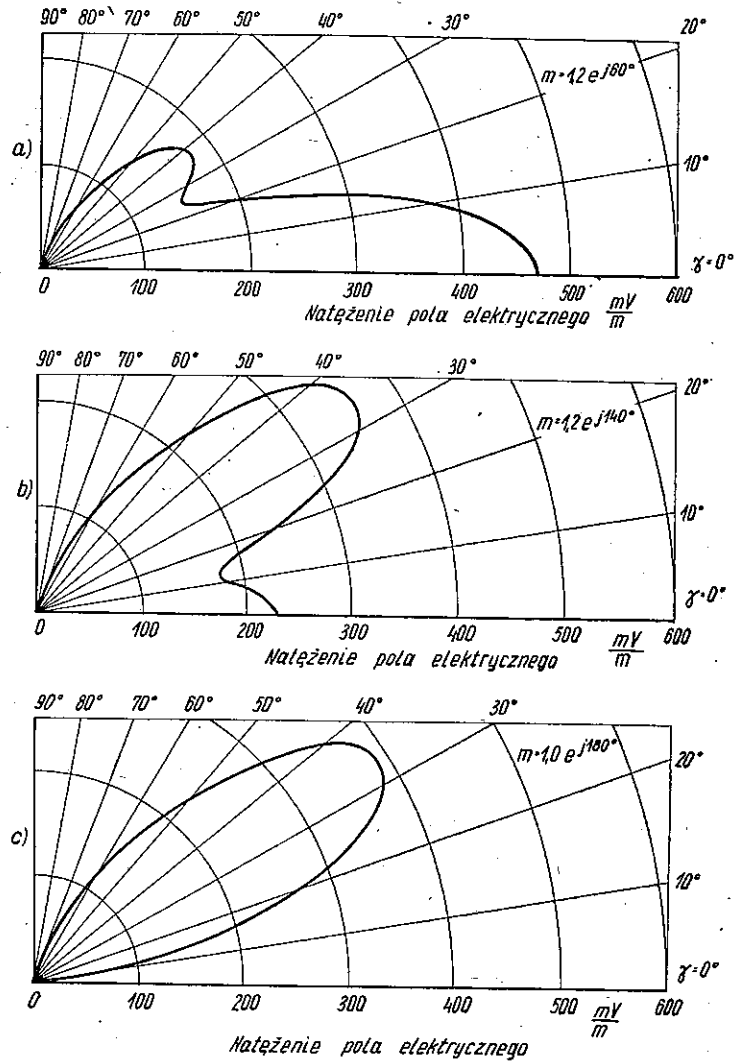 90° 80° 70° 60° 50° 40° 30° 20°
m=1,2 e^j60°
a)
10°
γ=0°
0 100 200 300 400 500 600
Natężenie pola elektrycznego mV/m
90° 80° 70° 60° 50° 40° 30° 20°
m=1,2 e^j140°
b)
10°
γ=0°
0 100 200 300 400 500 600
Natężenie pola elektrycznego mV/m
90° 80° 70° 60° 50° 40° 30°
m=1,0 e^j180°
20°
c)
10°
γ=0°
0 100 200 300 400 500 600
Natężenie pola elektrycznego mV/m